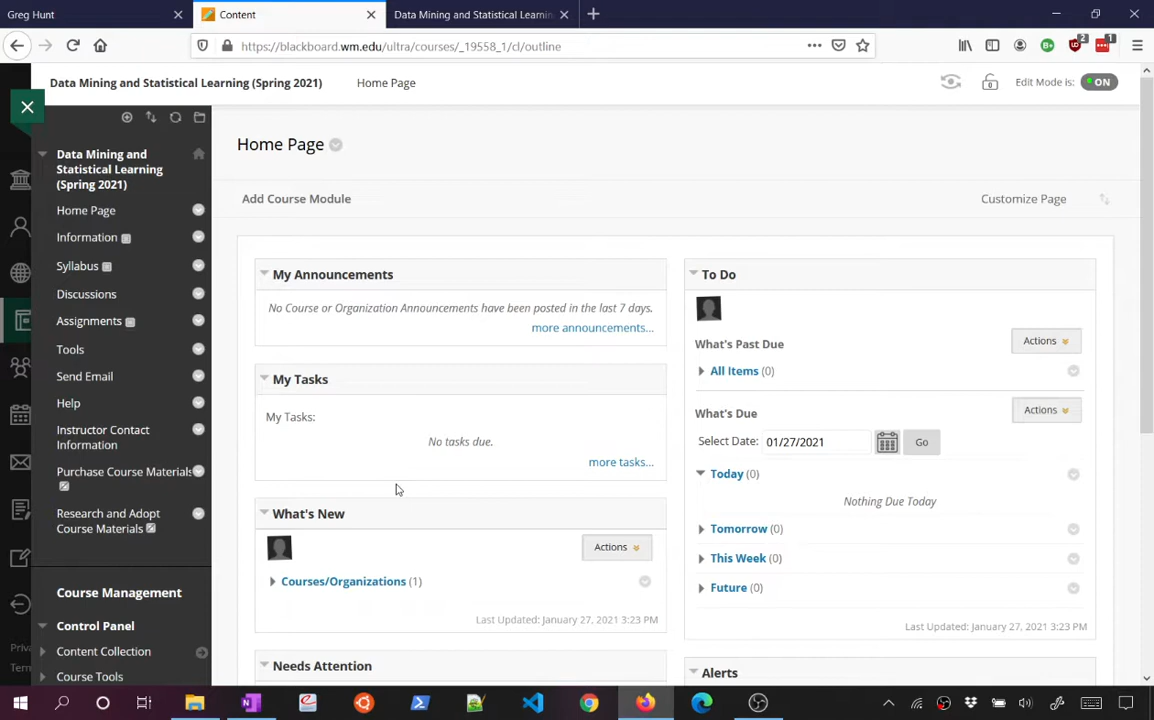 Greg Hunt
Content
Data Mining and Statistical Learnin
https://blackboard.wm.edu/ultra/courses/_19558_1/cl/outline
2
1
Data Mining and Statistical Learning (Spring 2021)
Home Page
0
Edit Mode is:
ON
Data Mining and
Statistical Learning
(Spring 2021)
Home Page
Information
Syllabus
Discussions
Assignments
Tools
Send Email
Help
Instructor Contact
Information
Purchase Course Materials
Research and Adopt
Course Materials
Course Management
Control Panel
Content Collection
Course Tools
Priva
Term
Home Page
Add Course Module
Customize Page
My Announcements
No Course or Organization Announcements have been posted in the last 7 days.
more announcements...
My Tasks
My Tasks:
No tasks due.
more tasks...
What's New
Actions
Courses/Organizations (1)
Last Updated: January 27, 2021 3:23 PM
Needs Attention
To Do
What's Past Due
Actions
All Items (0)
What's Due
Actions
Select Date:
01/27/2021
Go
Today (0)
Nothing Due Today
Tomorrow (0)
This Week (0)
Future (0)
Last Updated: January 27, 2021 3:23 PM
Alerts